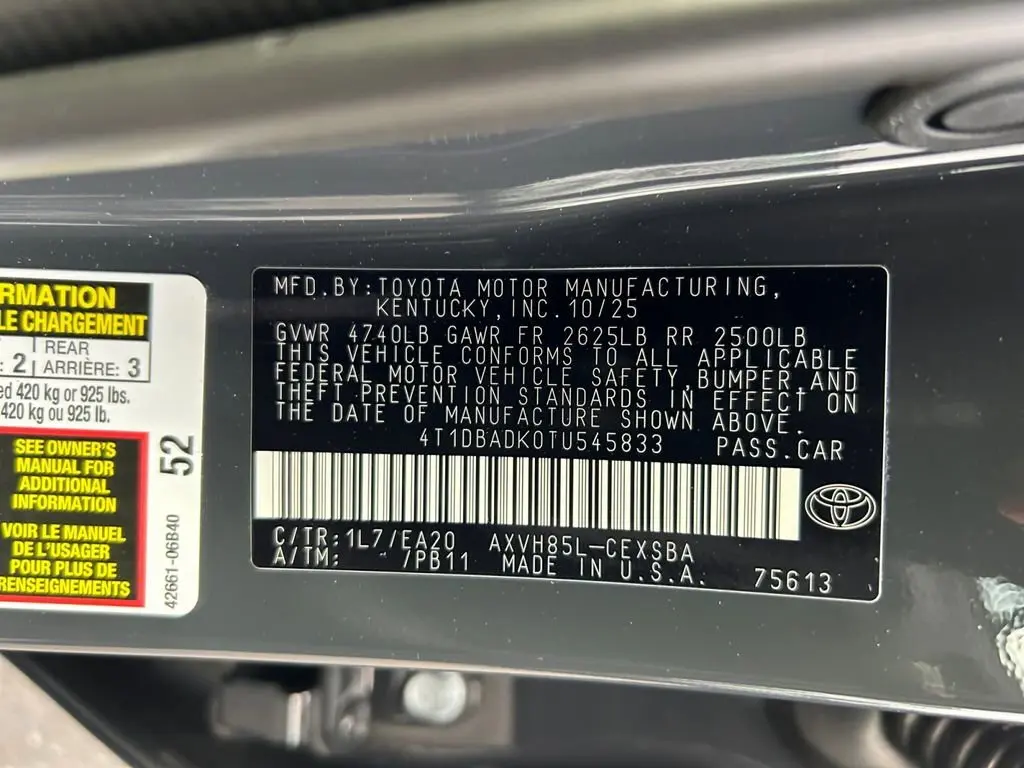 RMATION
LE CHARGEMENT
: 2 | REAR
ARRIÈRE: 3
ed 420 kg or 925 lbs.
420 kg ou 925 lb.
SEE OWNER'S
MANUAL FOR
ADDITIONAL
INFORMATION
VOIR LE MANUEL
DE L'USAGER
POUR PLUS DE
RENSEIGNEMENTS
52
42661-06B40
MFD.BY:TOYOTA MOTOR MANUFACTURING,
KENTUCKY,INC.10/25
GVWR 4740LB GAWR FR 2625LB RR 2500LB
THIS VEHICLE CONFORMS TO ALL APPLICABLE
FEDERAL MOTOR VEHICLE SAFETY,BUMPER,AND
THEFT PREVENTION STANDARDS IN EFFECT ON
THE DATE OF MANUFACTURE SHOWN ABOVE.
4T1DBADK0TU545833 PASS.CAR
C/TR:1L7/EA20 AXVH85L-CEXSBA
A/TM: /PB11 MADE IN U.S.A. 75613